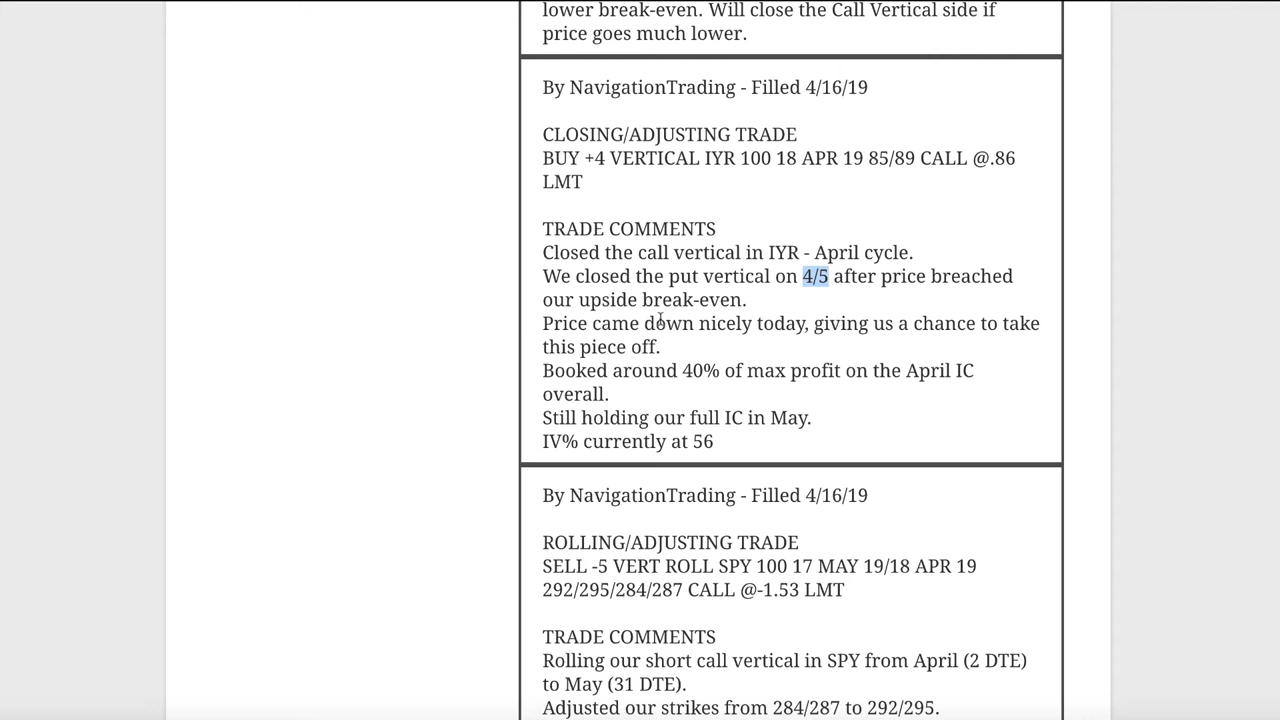 lower break-even. Will close the Call Vertical side if
price goes much lower.
By NavigationTrading - Filled 4/16/19
CLOSING/ADJUSTING TRADE
BUY +4 VERTICAL IYR 100 18 APR 19 85/89 CALL @.86
LMT
TRADE COMMENTS
Closed the call vertical in IYR - April cycle.
We closed the put vertical on 4/5 after price breached
our upside break-even.
Price came down nicely today, giving us a chance to take
this piece off.
Booked around 40% of max profit on the April IC
overall.
Still holding our full IC in May.
IV% currently at 56
By NavigationTrading - Filled 4/16/19
ROLLING/ADJUSTING TRADE
SELL -5 VERT ROLL SPY 100 17 MAY 19/18 APR 19
292/295/284/287 CALL @-1.53 LMT
TRADE COMMENTS
Rolling our short call vertical in SPY from April (2 DTE)
to May (31 DTE).
Adjusted our strikes from 284/287 to 292/295.